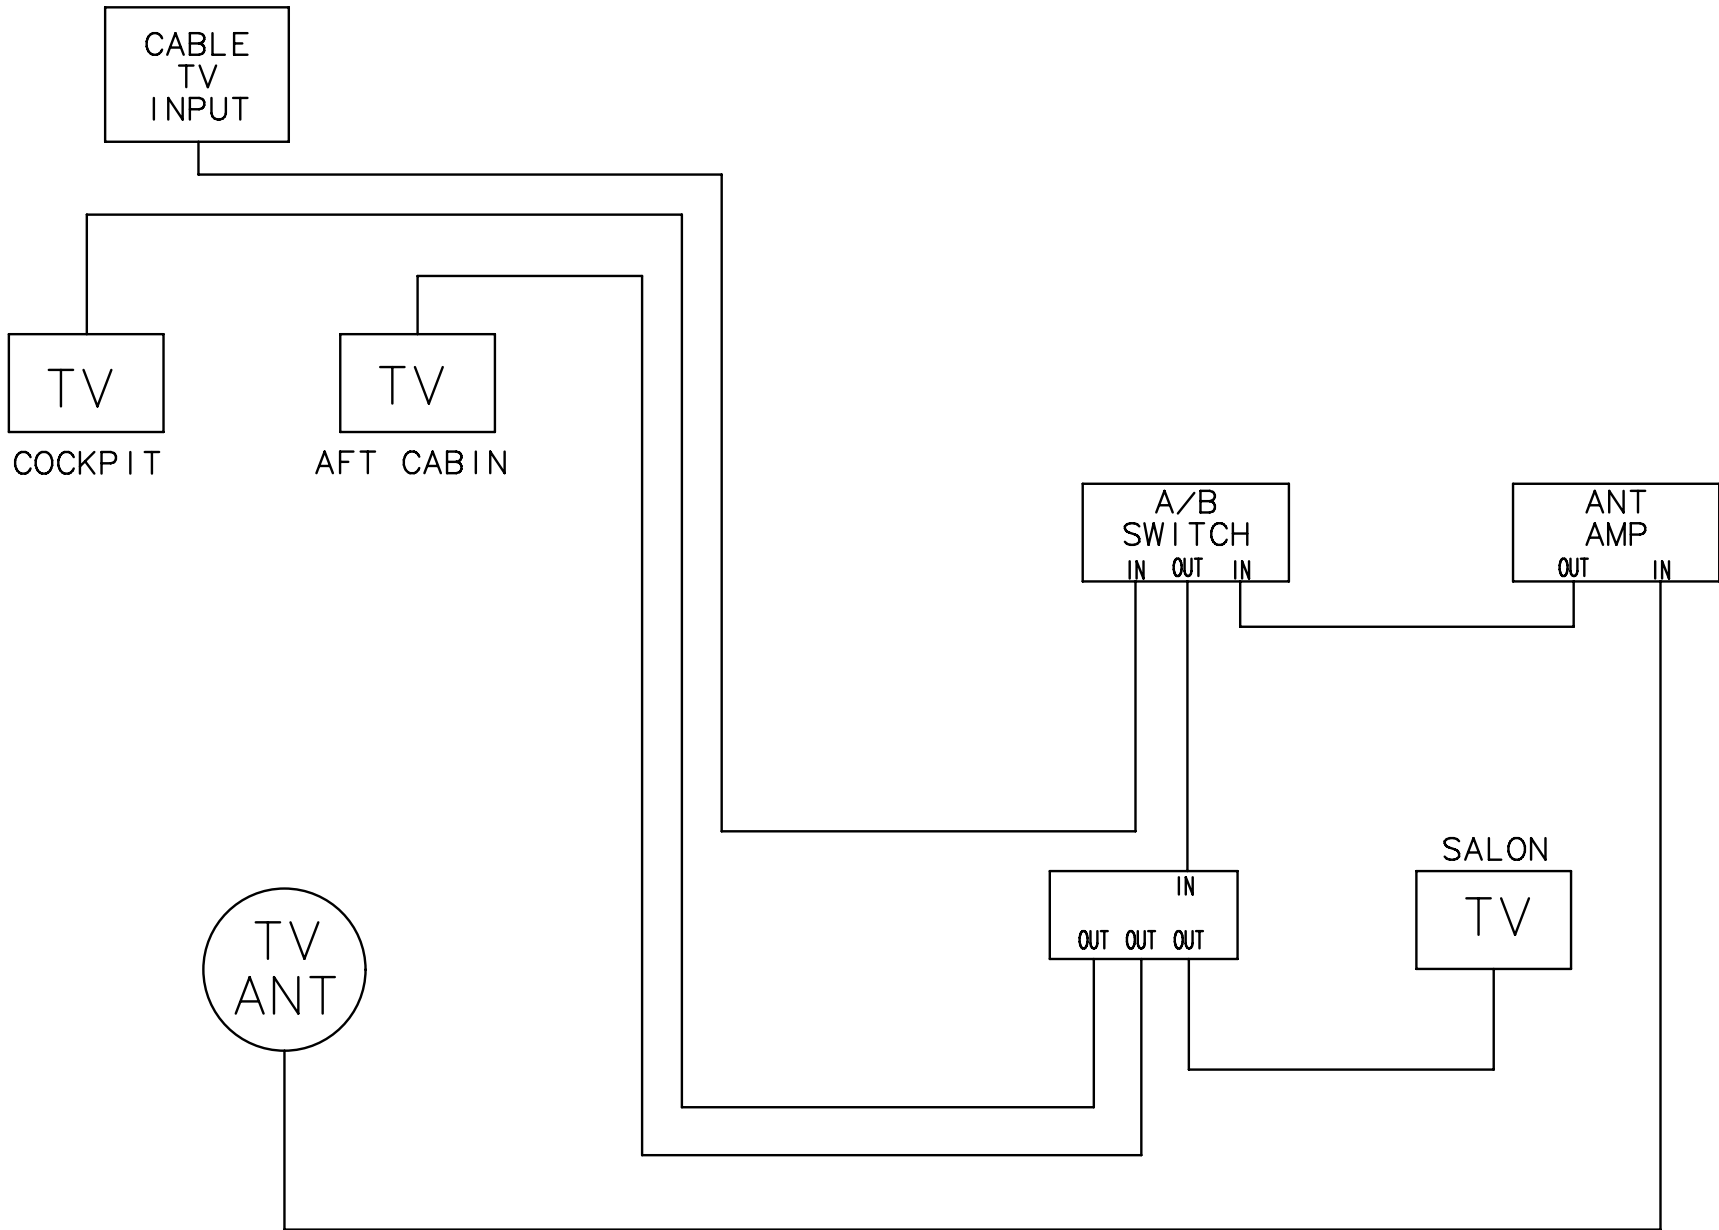 CABLE
TV
INPUT
TV
COCKPIT
TV
AFT CABIN
A/B
SWITCH
IN OUT IN
ANT
AMP
OUT IN
IN
OUT OUT OUT
SALON
TV
TV
ANT